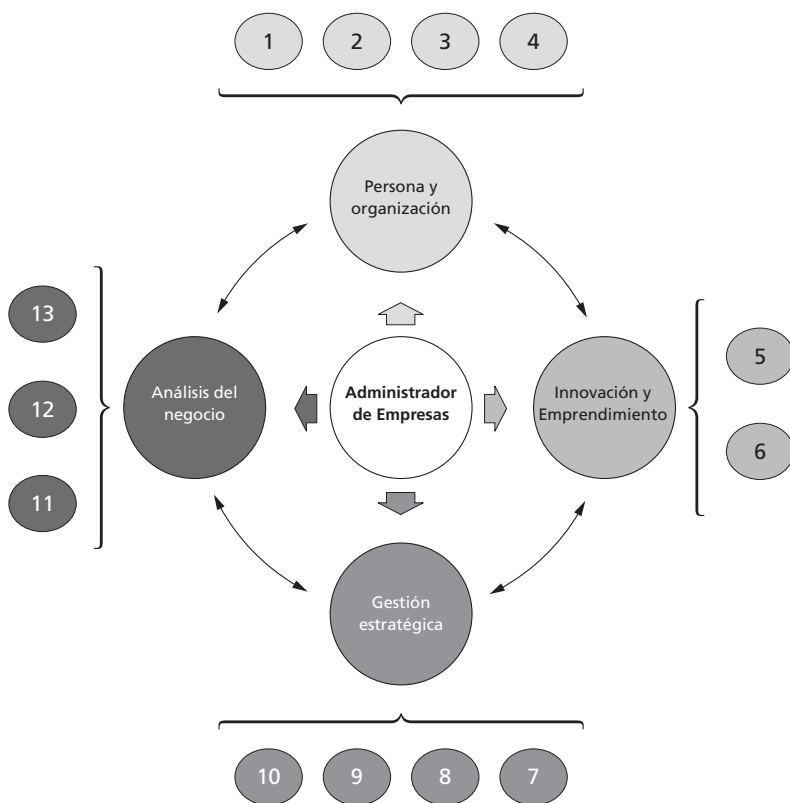 1 2 3 4
Persona y
organización
13
12
11
Análisis del
negocio
Administrador
de Empresas
Innovación y
Emprendimiento
5
6
Gestión
estratégica
10 9 8 7